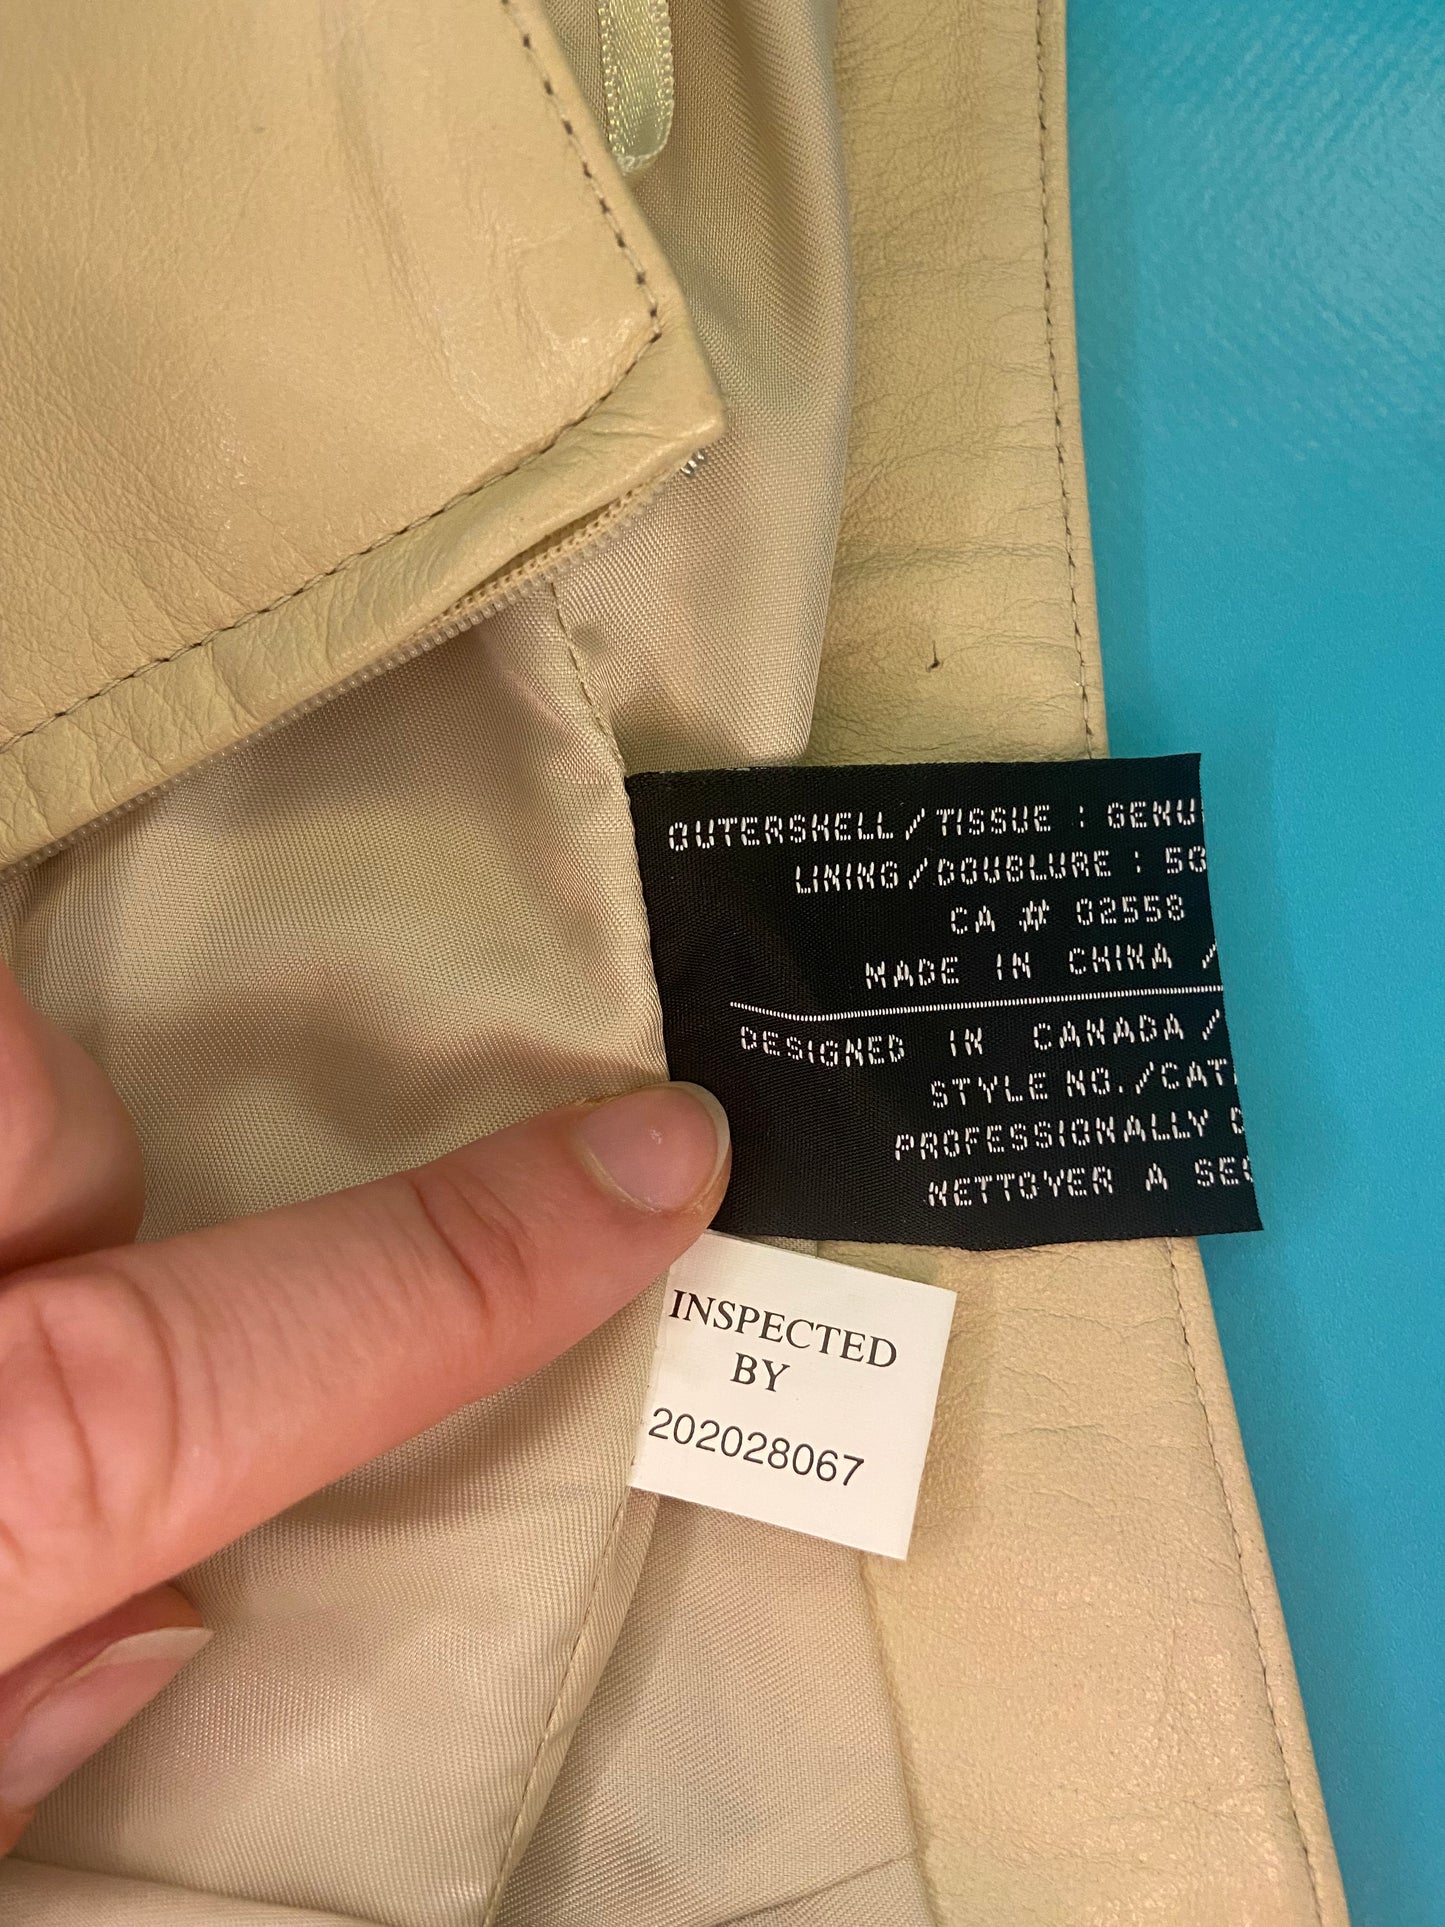 OUTERSHELL/TISSUE : GENU
LINING/DOUBLURE : 50
CA # 02558
MADE IN CHINA /
DESIGNED IN CANADA /
STYLE NO./CAT
PROFESSIONALLY
NETTOYER A SEC
INSPECTED
BY
202028067